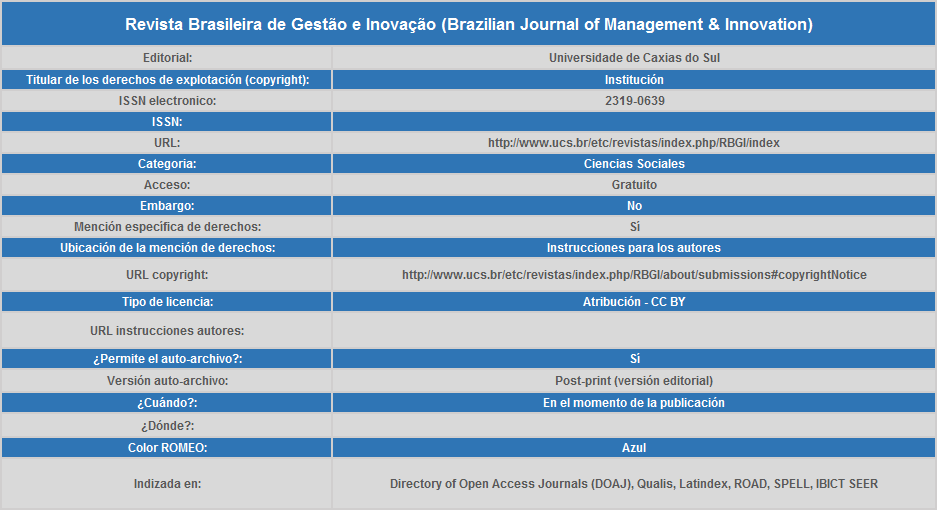 Revista Brasileira de Gestão e Inovação (Brazilian Journal of Management & Innovation)
Editorial: Universidade de Caxias do Sul
Titular de los derechos de explotación (copyright): Institución
ISSN electronico: 2319-0639
ISSN:
URL: http://www.ucs.br/etc/revistas/index.php/RBGI/index
Categoria: Ciencias Sociales
Acceso: Gratuito
Embargo: No
Mención específica de derechos: Sí
Ubicación de la mención de derechos: Instrucciones para los autores
URL copyright: http://www.ucs.br/etc/revistas/index.php/RBGI/about/submissions#copyrightNotice
Tipo de licencia: Atribución - CC BY
URL instrucciones autores:
¿Permite el auto-archivo?: Sí
Versión auto-archivo: Post-print (versión editorial)
¿Cuándo?: En el momento de la publicación
¿Dónde?:
Color ROMEO: Azul
Indizada en: Directory of Open Access Journals (DOAJ), Qualis, Latindex, ROAD, SPELL, IBICT SEER